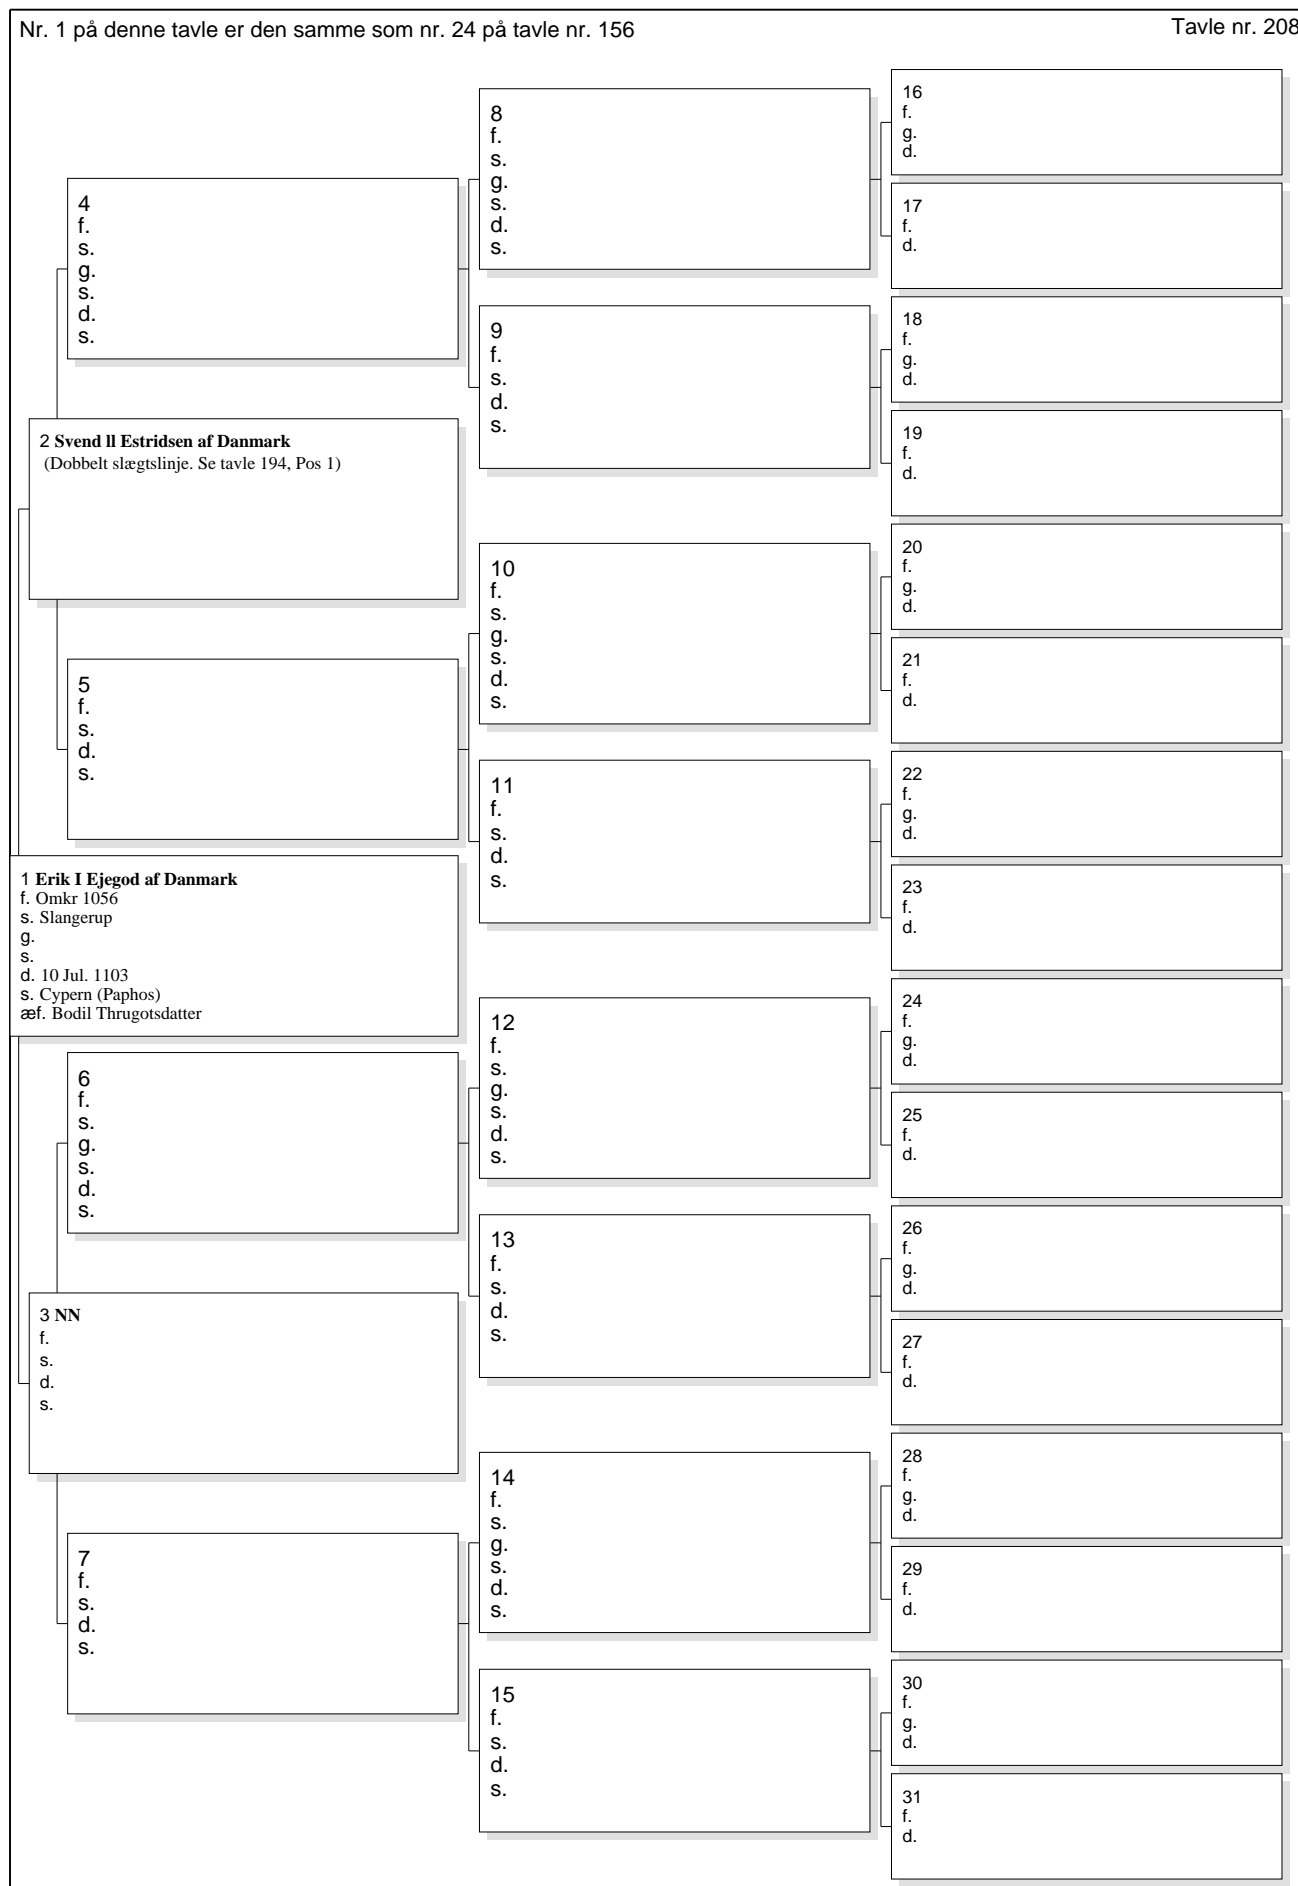 Nr. 1 på denne tavle er den samme som nr. 24 på tavle nr. 156
Tavle nr. 208
1 Erik I Ejegod af Danmark
f. Omkr 1056
s. Slangerup
g.
s.
d. 10 Jul. 1103
s. Cypern (Paphos)
æf. Bodil Thrugotsdatter
2 Svend ll Estridsen af Danmark
(Dobbelt slægtslinje. Se tavle 194, Pos 1)
3 NN
f.
s.
d.
s.
4
f.
s.
g.
s.
d.
s.
5
f.
s.
d.
s.
6
f.
s.
g.
s.
d.
s.
7
f.
s.
d.
s.
8
f.
s.
g.
s.
d.
s.
9
f.
s.
d.
s.
10
f.
s.
g.
s.
d.
s.
11
f.
s.
d.
s.
12
f.
s.
g.
s.
d.
s.
13
f.
s.
d.
s.
14
f.
s.
g.
s.
d.
s.
15
f.
s.
d.
s.
16
f.
g.
d.
17
f.
d.
18
f.
g.
d.
19
f.
d.
20
f.
g.
d.
21
f.
d.
22
f.
g.
d.
23
f.
d.
24
f.
g.
d.
25
f.
d.
26
f.
g.
d.
27
f.
d.
28
f.
g.
d.
29
f.
d.
30
f.
g.
d.
31
f.
d.